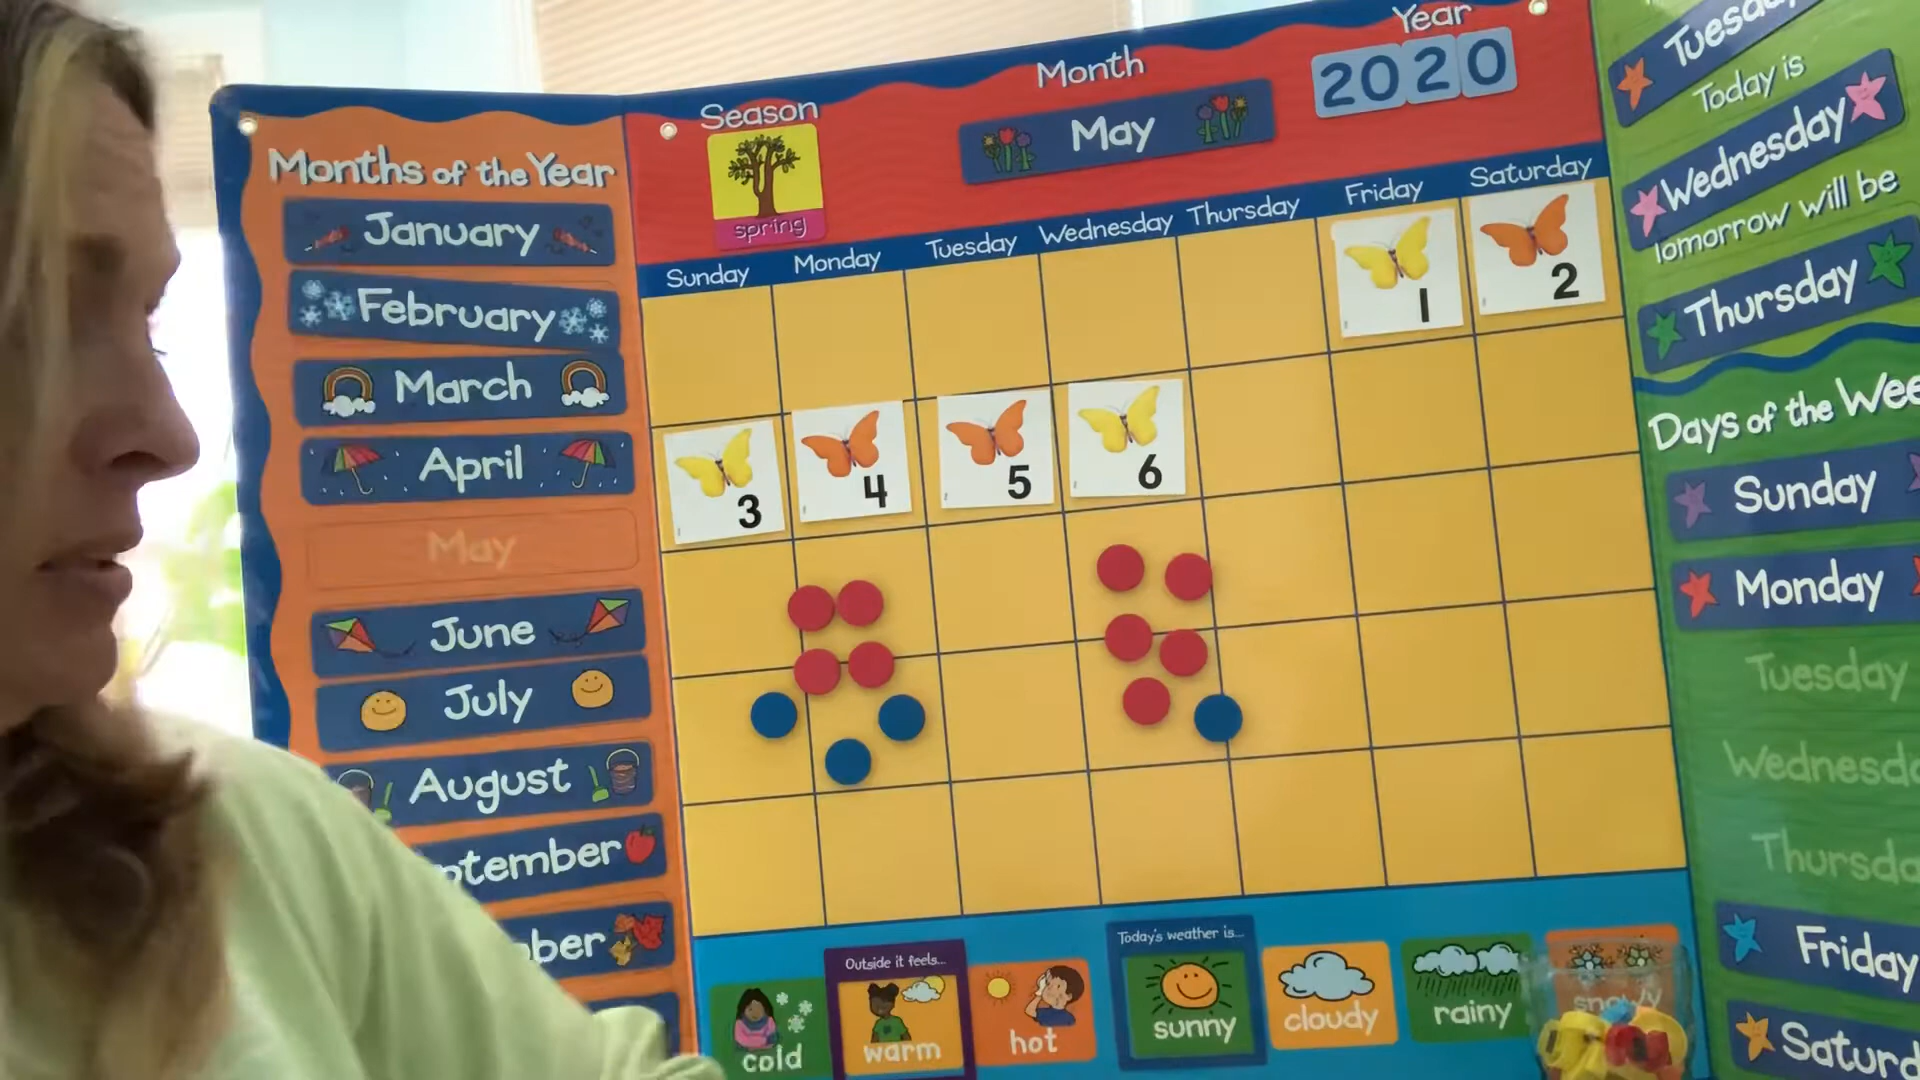 Months of the Year
January
February
March
April
May
June
July
August
ptember
ber
Season
spring
Month
May
Year
2020
Sunday Monday Tuesday Wednesday Thursday Friday Saturday
1 2
3 4 5 6
Outside it feels...
cold warm hot
Today's weather is...
sunny cloudy rainy snowy
Tuesday
Today is
Wednesday
Tomorrow will be
Thursday
Days of the Wee
Sunday
Monday
Tuesday
Wednesda
Thursda
Friday
Saturd